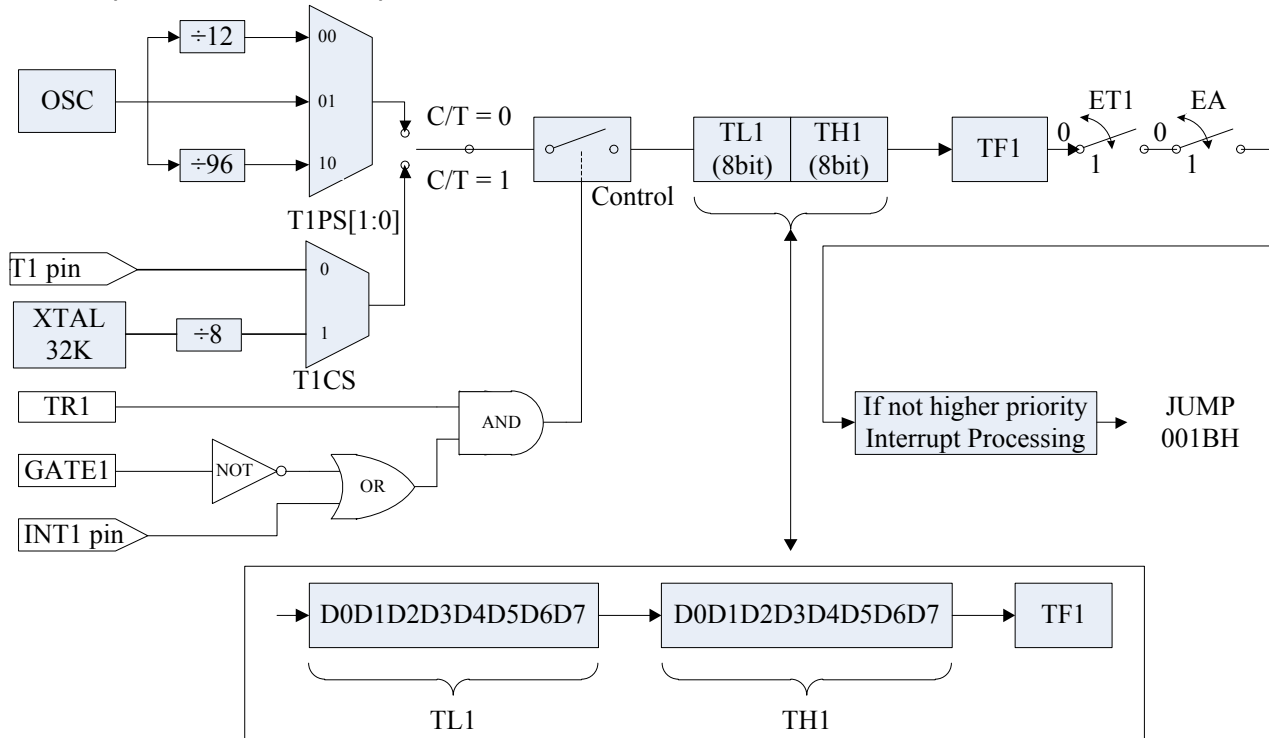 ÷12
00
OSC
01
÷96
10
T1PS[1:0]
C/T = 0
C/T = 1
Control
TL1
(8bit)
TH1
(8bit)
TF1
ET1
0
1
EA
0
1
T1 pin
0
XTAL
32K
÷8
1
T1CS
TR1
AND
GATE1
NOT
OR
INT1 pin
If not higher priority
Interrupt Processing
JUMP
001BH
D0D1D2D3D4D5D6D7
D0D1D2D3D4D5D6D7
TF1
TL1
TH1